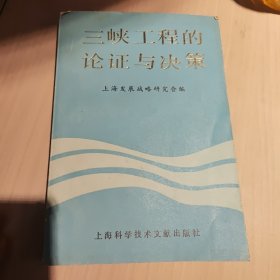 三峡工程的
论证与决策
上海发展战略研究会编
上海科学技术文献出版社